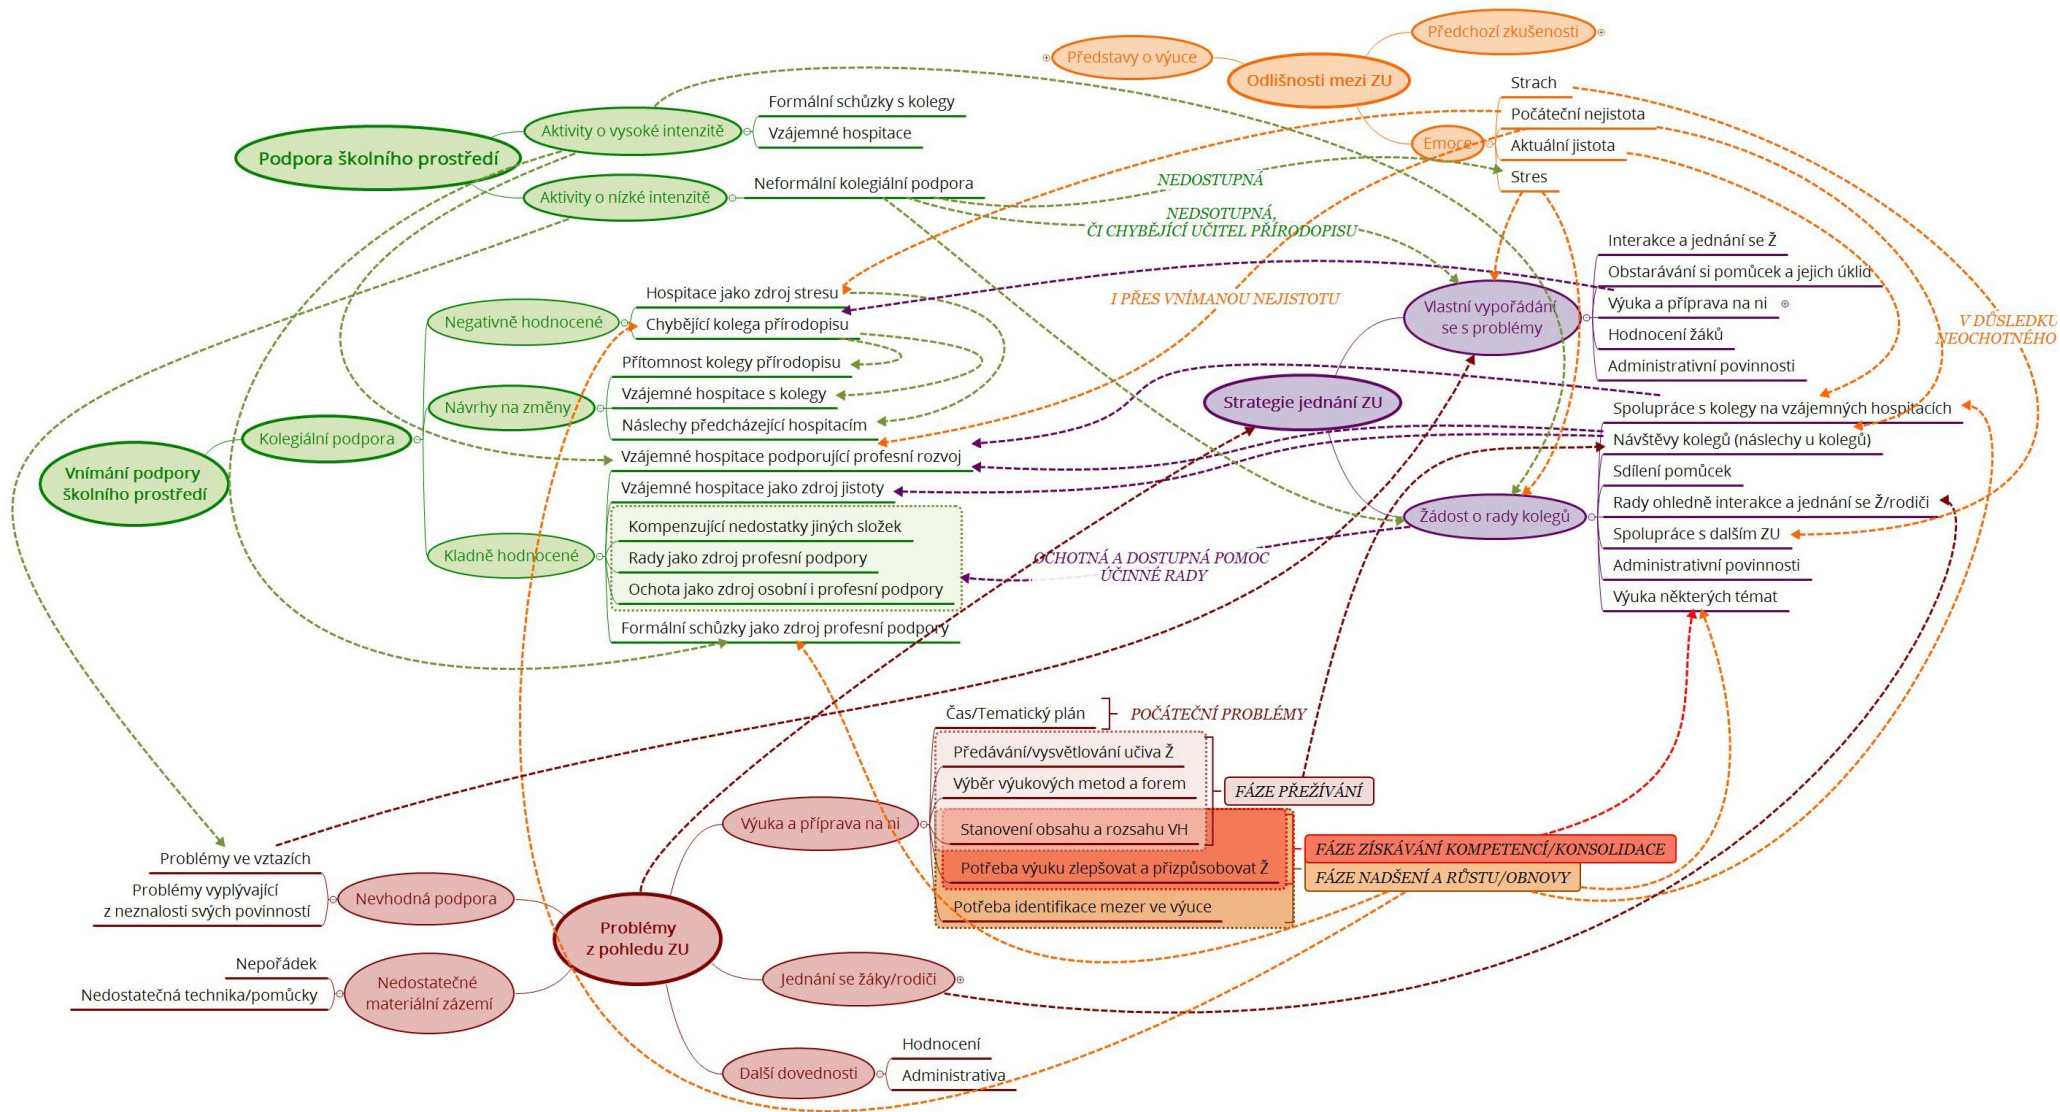 Předchozí zkušenosti
Představy o výuce
Odlišnosti mezi ZU
Emoce
Strach
Počáteční nejistota
Aktuální jistota
Stres
Podpora školního prostředí
Aktivity o vysoké intenzitě
Formální schůzky s kolegy
Vzájemné hospitace
Aktivity o nízké intenzitě
Neformální kolegiální podpora
NEDOSTUPNÁ
NEDSOTUPNÁ,
ČI CHYBĚJÍCÍ UČITEL PŘÍRODOPISU
I PŘES VNÍMANOU NEJISTOTU
V DŮSLEDKU
NEOCHOTNÉHO
Vnímání podpory
školního prostředí
Kolegiální podpora
Negativně hodnocené
Hospitace jako zdroj stresu
Chybějící kolega přírodopisu
Návrhy na změny
Přítomnost kolegy přírodopisu
Vzájemné hospitace s kolegy
Náslechy předcházející hospitacím
Kladně hodnocené
Vzájemné hospitace podporující profesní rozvoj
Vzájemné hospitace jako zdroj jistoty
Kompenzující nedostatky jiných složek
Rady jako zdroj profesní podpory
Ochota jako zdroj osobní i profesní podpory
Formální schůzky jako zdroj profesní podpory
OCHOTNÁ A DOSTUPNÁ POMOC
ÚČINNÉ RADY
Strategie jednání ZU
Vlastní vypořádání
se s problémy
Interakce a jednání se Ž
Obstarávání si pomůcek a jejich úklid
Výuka a příprava na ni
Hodnocení žáků
Administrativní povinnosti
Žádost o rady kolegů
Spolupráce s kolegy na vzájemných hospitacích
Návštěvy kolegů (náslechy u kolegů)
Sdílení pomůcek
Rady ohledně interakce a jednání se Ž/rodiči
Spolupráce s dalším ZU
Administrativní povinnosti
Výuka některých témat
Problémy
z pohledu ZU
Výuka a příprava na ni
Čas/Tematický plán
POČÁTEČNÍ PROBLÉMY
Předávání/vysvětlování učiva Ž
Výběr výukových metod a forem
FÁZE PŘEŽÍVÁNÍ
Stanovení obsahu a rozsahu VH
Potřeba výuku zlepšovat a přizpůsobovat Ž
FÁZE ZÍSKÁVÁNÍ KOMPETENCÍ/KONSOLIDACE
FÁZE NADŠENÍ A RŮSTU/OBNOVY
Potřeba identifikace mezer ve výuce
Problémy ve vztazích
Problémy vyplývající
z neznalosti svých povinností
Nevhodná podpora
Nepořádek
Nedostatečná technika/pomůcky
Nedostatečné
materiální zázemí
Jednání se žáky/rodiči
Další dovednosti
Hodnocení
Administrativa